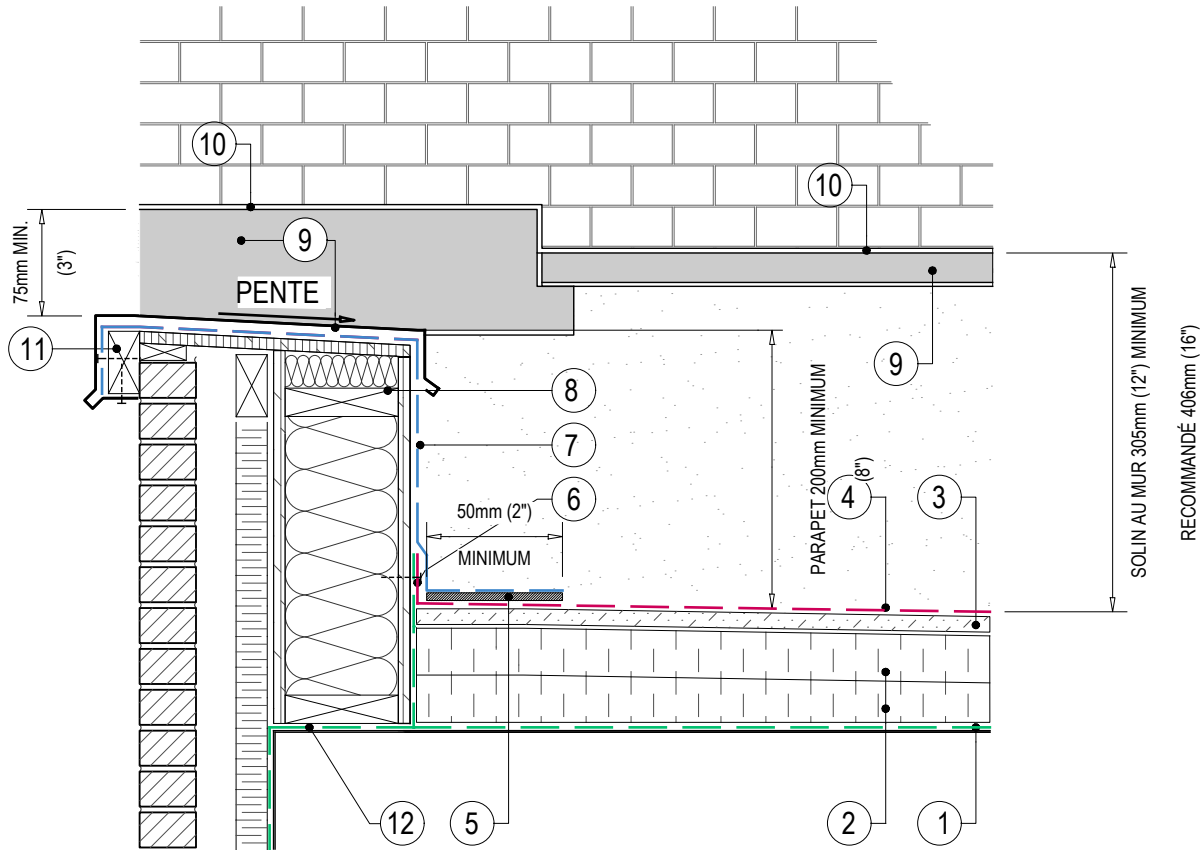 10
10
75mm MIN.
(3")
9
PENTE
9
11
9
8
7
6
50mm (2")
MINIMUM
PARAPET 200mm MINIMUM
(8")
4
3
SOLIN AU MUR 305mm (12") MINIMUM
RECOMMANDÉ 406mm (16")
12
5
2
1